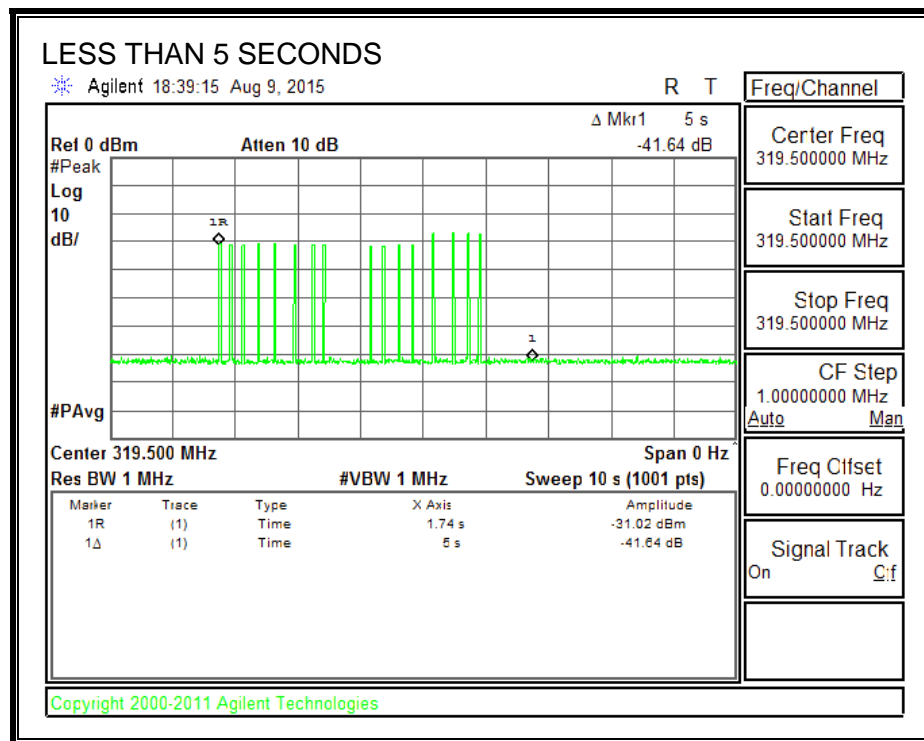 LESS THAN 5 SECONDS
Agilent 18:39:15 Aug 9, 2015 R T
Δ Mkr1 5 s
Ref 0 dBm Atten 10 dB -41.64 dB
#Peak
Log
10
dB/
1R
1
#PAvg
Center 319.500 MHz Span 0 Hz^
Res BW 1 MHz #VBW 1 MHz Sweep 10 s (1001 pts)
Marker Trace Type X Axis Amplitude
1R (1) Time 1.74 s -31.02 dBm
1Δ (1) Time 5 s -41.64 dB
Copyright 2000-2011 Agilent Technologies
Freq/Channel
Center Freq
319.500000 MHz
Start Freq
319.500000 MHz
Stop Freq
319.500000 MHz
CF Step
1.00000000 MHz
Auto Man
Freq Offset
0.00000000 Hz
Signal Track
On Off